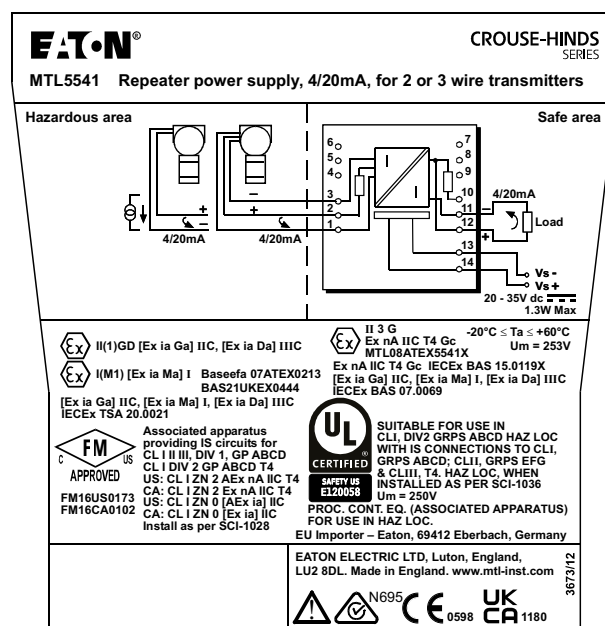 EATON®
CROUSE-HINDS
SERIES
MTL5541 Repeater power supply, 4/20mA, for 2 or 3 wire transmitters
Hazardous area
Safe area
6
5
4
3
2
1
7
8
9
10
11
12
13
14
I
I
+
–
4/20mA
–
+
4/20mA
4/20mA
–
+
Load
Vs -
Vs +
20 - 35V dc
1.3W Max
Ex II(1)GD [Ex ia Ga] IIC, [Ex ia Da] IIIC
Ex I(M1) [Ex ia Ma] I Baseefa 07ATEX0213
BAS21UKEX0444
[Ex ia Ga] IIC, [Ex ia Ma] I, [Ex ia Da] IIIC
IECEx TSA 20.0021
Ex II 3 G
Ex nA IIC T4 Gc
MTL08ATEX5541X
-20°C ≤ Ta ≤ +60°C
Um = 253V
Ex nA IIC T4 Gc IECEx BAS 15.0119X
[Ex ia Ga] IIC, [Ex ia Ma] I, [Ex ia Da] IIIC
IECEx BAS 07.0069
C FM US
APPROVED
FM16US0173
FM16CA0102
Associated apparatus
providing IS circuits for
CL I II III, DIV 1, GP ABCD
CL I DIV 2 GP ABCD T4
US: CL I ZN 2 AEx nA IIC T4
CA: CL I ZN 2 Ex nA IIC T4
US: CL I ZN 0 [AEx ia] IIC
CA: CL I ZN 0 [Ex ia] IIC
Install as per SCI-1028
UL
CERTIFIED
SAFETY US
E120058
SUITABLE FOR USE IN
CLI, DIV2 GRPS ABCD HAZ LOC
WITH IS CONNECTIONS TO CLI,
GRPS ABCD; CLII, GRPS EFG
& CLIII, T4. HAZ LOC, WHEN
INSTALLED AS PER SCI-1036
Um = 250V
PROC. CONT. EQ. (ASSOCIATED APPARATUS)
FOR USE IN HAZ LOC.
EU Importer – Eaton, 69412 Eberbach, Germany
EATON ELECTRIC LTD, Luton, England,
LU2 8DL. Made in England. www.mtl-inst.com
3673/12
N695
CE 0598
UK
CA 1180